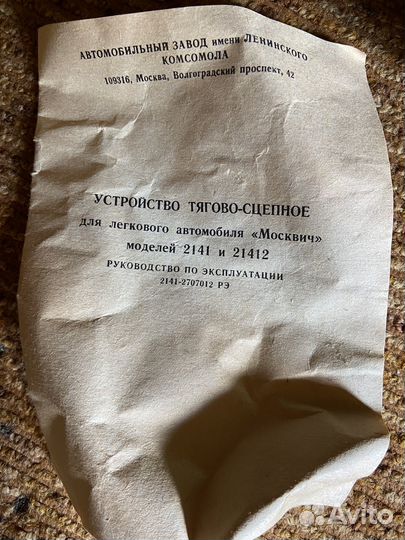 АВТОМОБИЛЬНЫЙ ЗАВОД имени ЛЕНИНСКОГО
КОМСОМОЛА
109316, Москва, Волгоградский проспект, 42
УСТРОЙСТВО ТЯГОВО-СЦЕПНОЕ
для легкового автомобиля «Москвич»
моделей 2141 и 21412
РУКОВОДСТВО ПО ЭКСПЛУАТАЦИИ
2141-2707012 РЭ
Avito